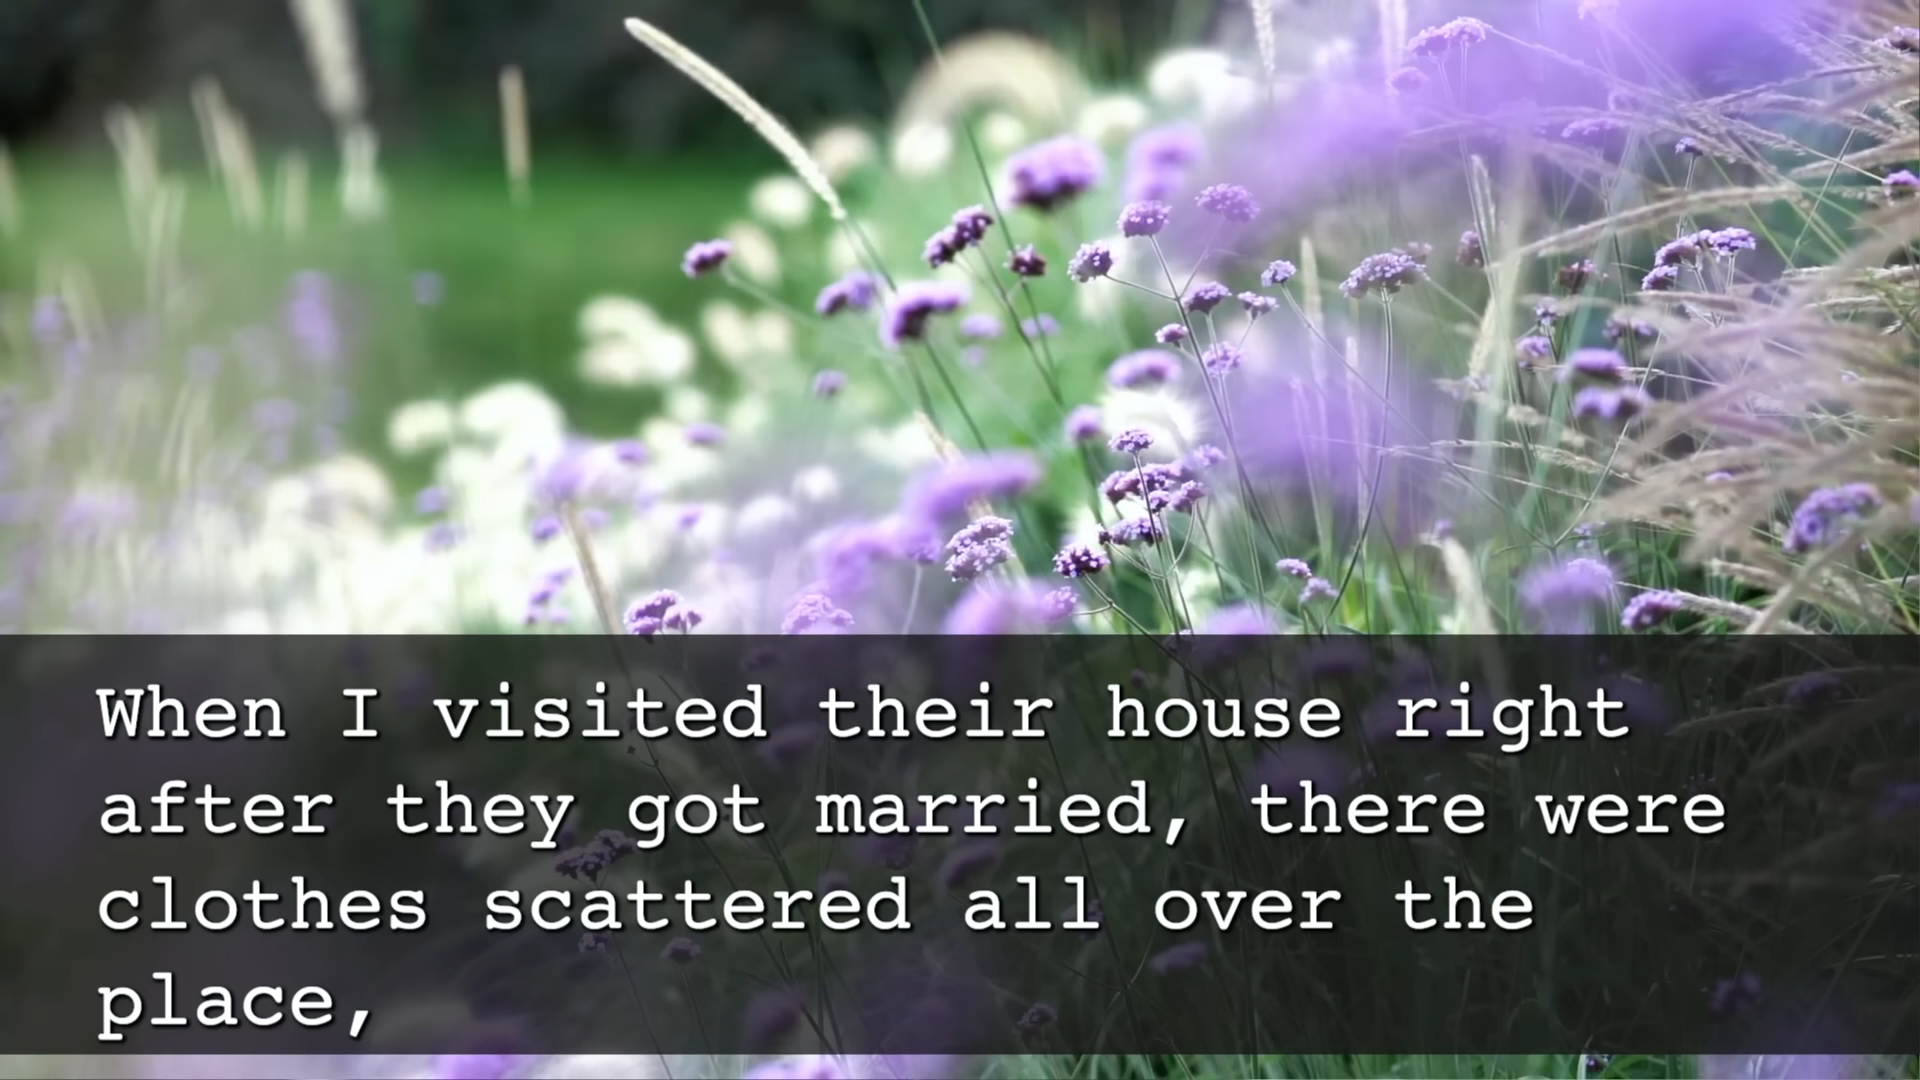 When I visited their house right
after they got married, there were
clothes scattered all over the
place,